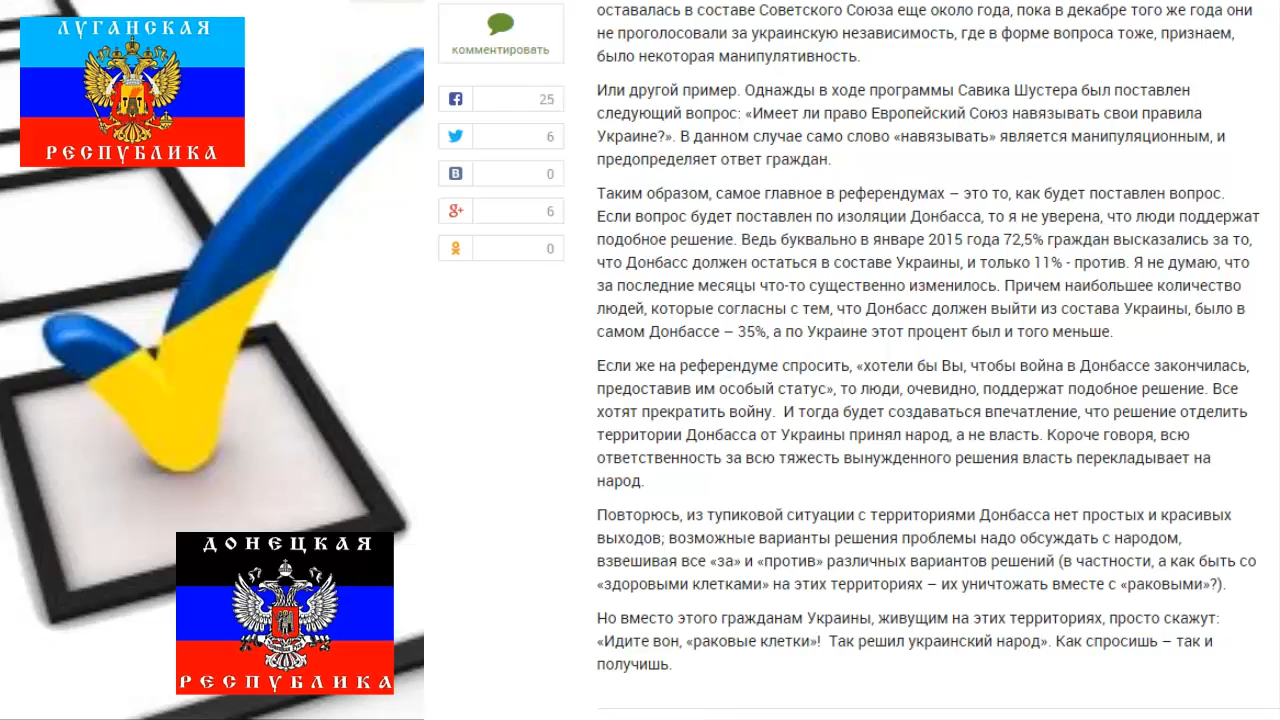 ЛУГАНСКАЯ
РЕСПУБЛИКА
ДОНЕЦКАЯ
РЕСПУБЛИКА
комментировать
25
6
0
6
0
оставалась в составе Советского Союза еще около года, пока в декабре того же года они
не проголосовали за украинскую независимость, где в форме вопроса тоже, признаем,
было некоторая манипулятивность.
Или другой пример. Однажды в ходе программы Савика Шустера был поставлен
следующий вопрос: «Имеет ли право Европейский Союз навязывать свои правила
Украине?». В данном случае само слово «навязывать» является манипуляционным, и
предопределяет ответ граждан.
Таким образом, самое главное в референдумах – это то, как будет поставлен вопрос.
Если вопрос будет поставлен по изоляции Донбасса, то я не уверена, что люди поддержат
подобное решение. Ведь буквально в январе 2015 года 72,5% граждан высказались за то,
что Донбасс должен остаться в составе Украины, и только 11% - против. Я не думаю, что
за последние месяцы что-то существенно изменилось. Причем наибольшее количество
людей, которые согласны с тем, что Донбасс должен выйти из состава Украины, было в
самом Донбассе – 35%, а по Украине этот процент был и того меньше.
Если же на референдуме спросить, «хотели бы Вы, чтобы война в Донбассе закончилась,
предоставив им особый статус», то люди, очевидно, поддержат подобное решение. Все
хотят прекратить войну. И тогда будет создаваться впечатление, что решение отделить
территории Донбасса от Украины принял народ, а не власть. Короче говоря, всю
ответственность за всю тяжесть вынужденного решения власть перекладывает на
народ.
Повторюсь, из тупиковой ситуации с территориями Донбасса нет простых и красивых
выходов; возможные варианты решения проблемы надо обсуждать с народом,
взвешивая все «за» и «против» различных вариантов решений (в частности, а как быть со
«здоровыми клетками» на этих территориях – их уничтожать вместе с «раковыми»?).
Но вместо этого гражданам Украины, живущим на этих территориях, просто скажут:
«Идите вон, «раковые клетки»! Так решил украинский народ». Как спросишь – так и
получишь.